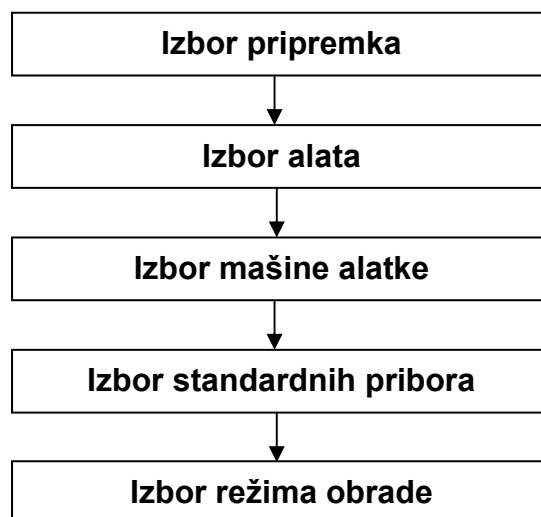 Izbor pripremka
Izbor alata
Izbor mašine alatke
Izbor standardnih pribora
Izbor režima obrade